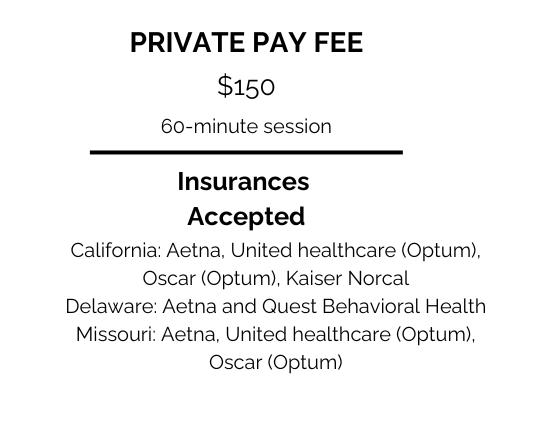 PRIVATE PAY FEE
$150
60-minute session
Insurances
Accepted
California: Aetna, United healthcare (Optum),
Oscar (Optum), Kaiser Norcal
Delaware: Aetna and Quest Behavioral Health
Missouri: Aetna, United healthcare (Optum),
Oscar (Optum)